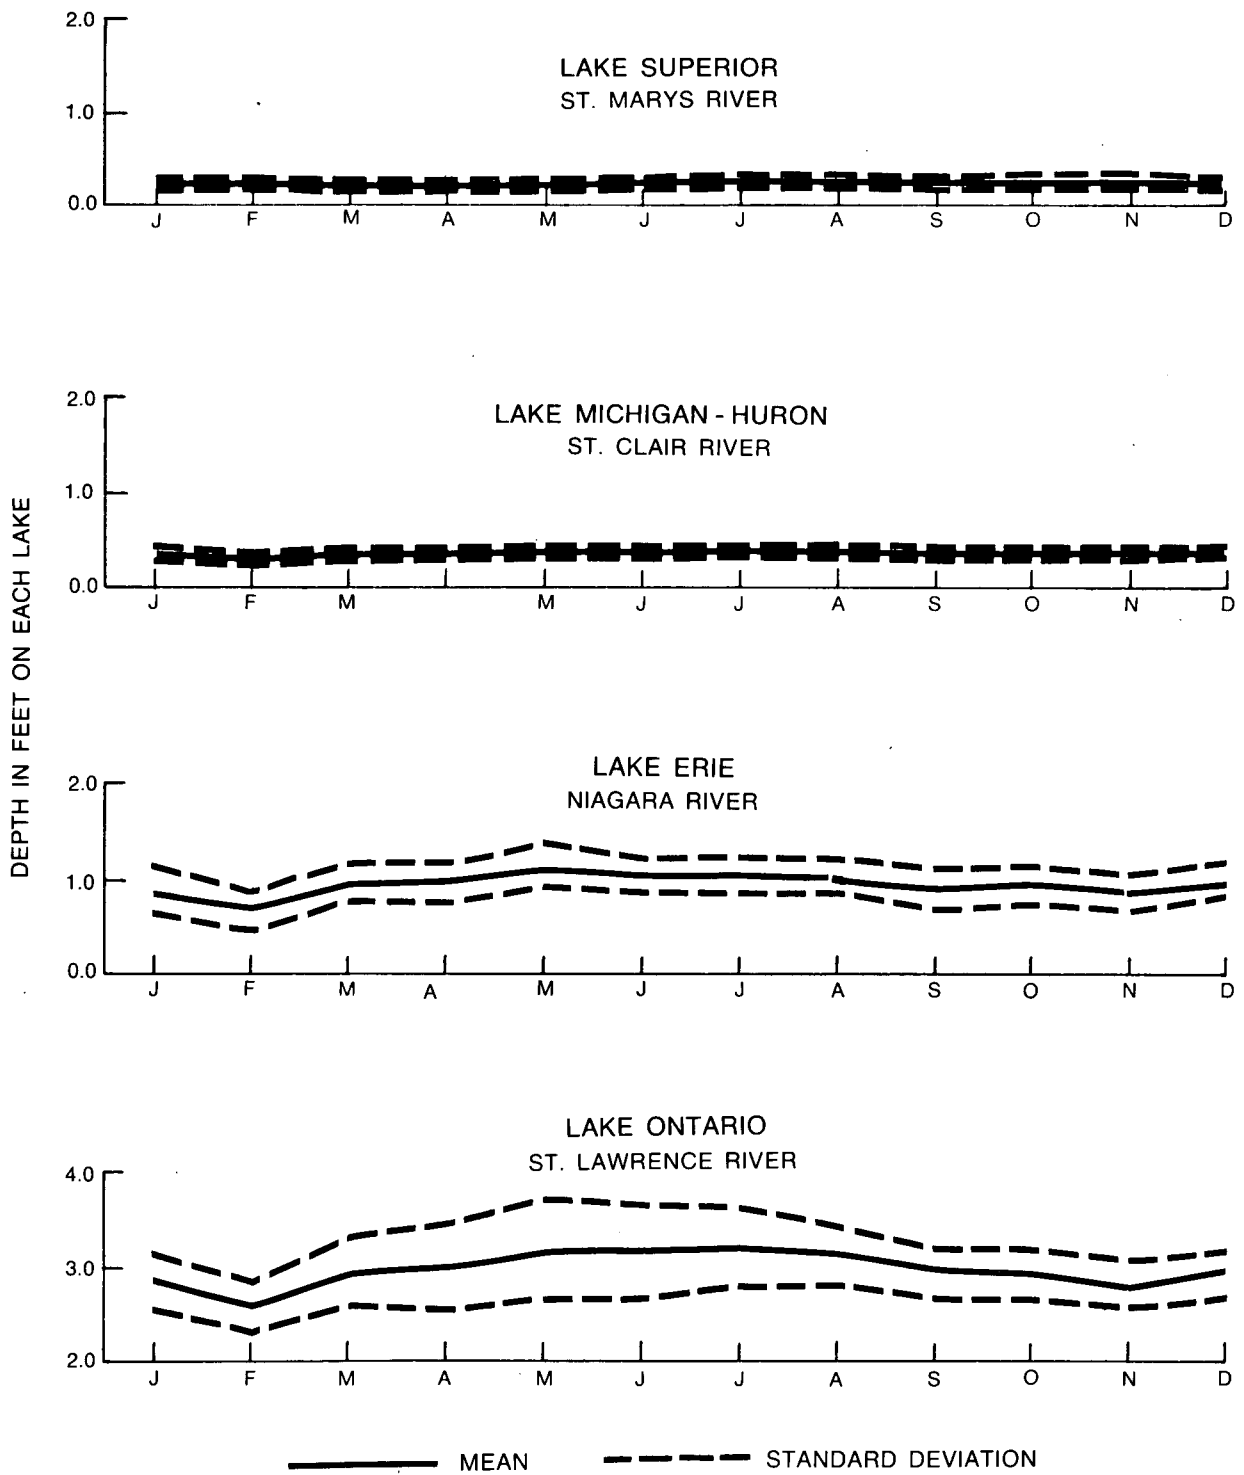 DEPTH IN FEET ON EACH LAKE
LAKE SUPERIOR
ST. MARYS RIVER
2.0
1.0
0.0
J F M A M J J A S O N D
LAKE MICHIGAN - HURON
ST. CLAIR RIVER
2.0
1.0
0.0
J F M M J J A S O N D
LAKE ERIE
NIAGARA RIVER
2.0
1.0
0.0
J F M A M J J A S O N D
LAKE ONTARIO
ST. LAWRENCE RIVER
4.0
3.0
2.0
J F M A M J J A S O N D
MEAN STANDARD DEVIATION